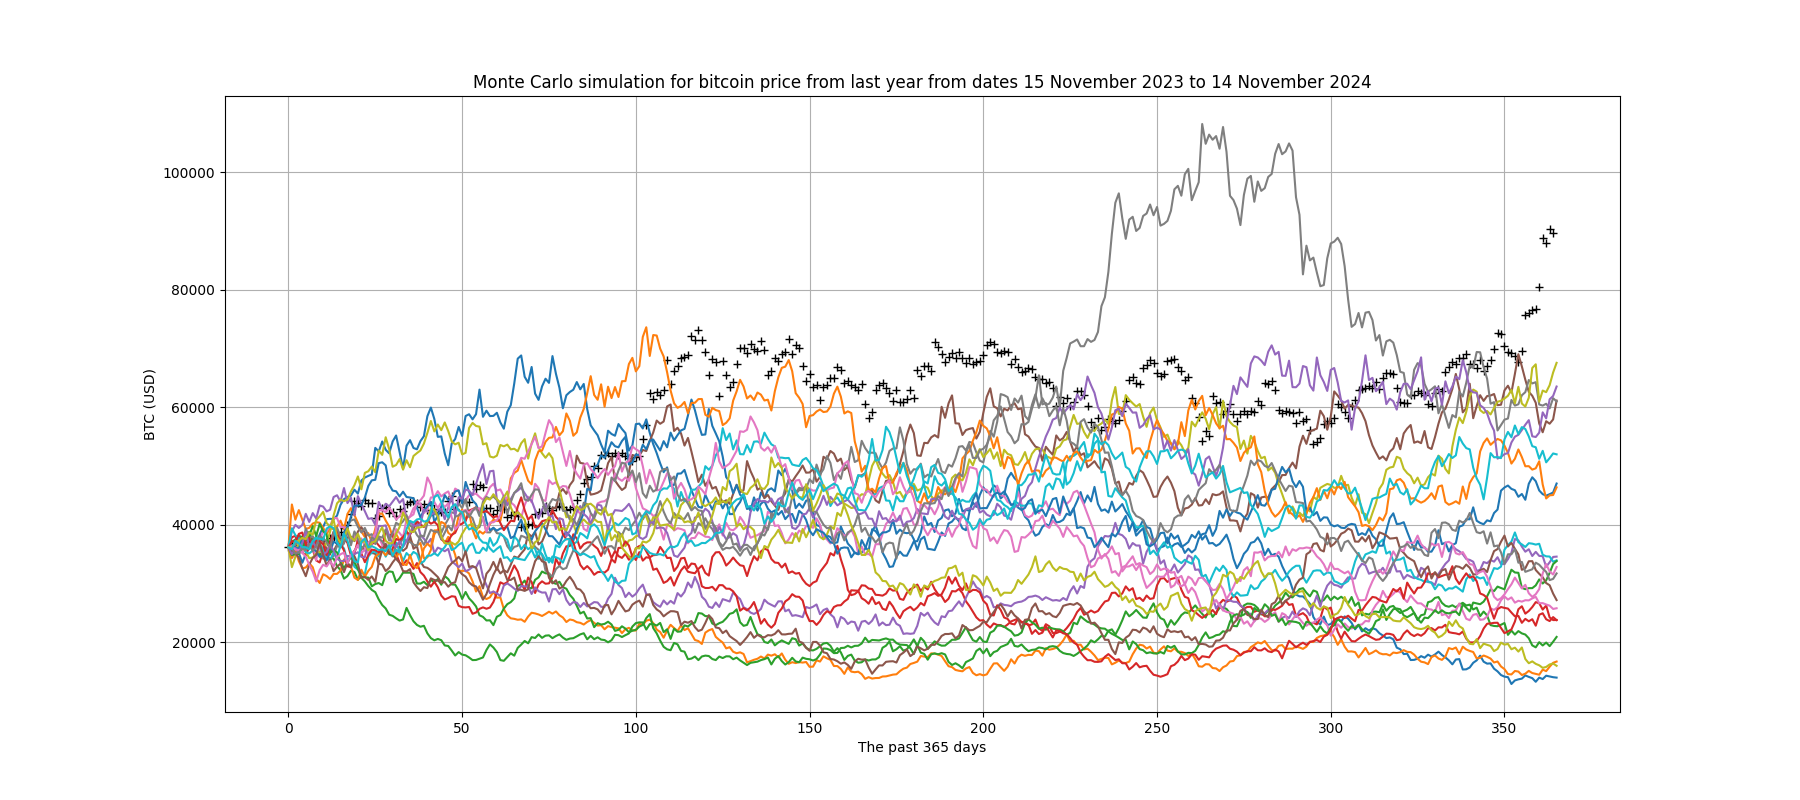 Monte Carlo simulation for bitcoin price from last year from dates 15 November 2023 to 14 November 2024
100000
80000
60000
40000
20000
BTC (USD)
0 50 100 150 200 250 300 350
The past 365 days